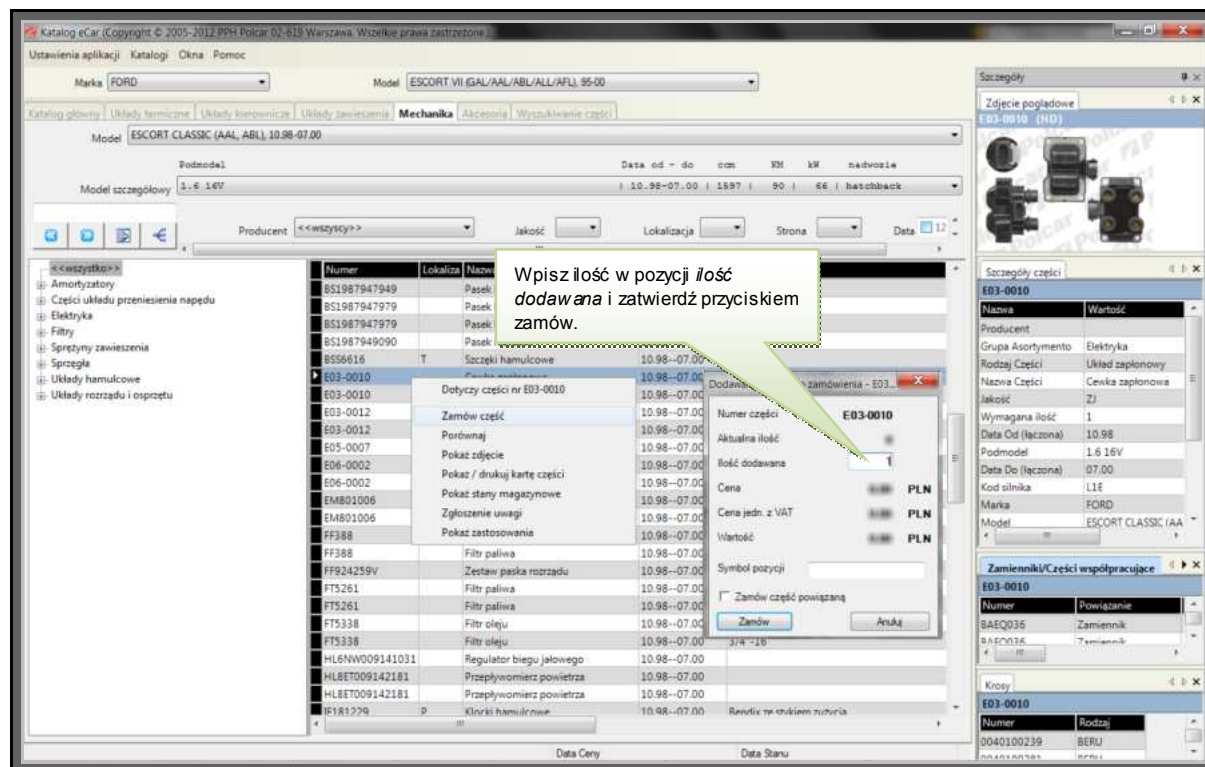 Katalog eCar (Copyright © 2005-2012 PPH Polcar 02-619 Warszawa. Wszelkie prawa zastrzeżone.)
Ustawienia aplikacji Katalogi Okna Pomoc
Marka FORD Model ESCORT VII (GAL/AAL/ABL/ALL/AFL), 95-00
Katalog główny Układy termiczne Układy kierownicze Układy zawieszenia Mechanika Akcesoria Wyszukiwanie części
Model ESCORT CLASSIC (AAL, ABL), 10.98-07.00
Podmodel Data od - do ccm KM kW nadwozie
Model szczegółowy 1.6 16V | 10.98-07.00 | 1597 | 90 | 66 | hatchback
Producent <<wszyscy>> Jakość Lokalizacja Strona Data 12
<<wszystko>>
Amortyzatory
Części układu przeniesienia napędu
Elektryka
Filtry
Sprężyny zawieszenia
Sprzęgła
Układy hamulcowe
Układy rozrządu i osprzętu
Numer Lokaliza Nazw
BS1987947949 Pasek
BS1987947979 Pasek
BS1987947979 Pasek
BS1987949090 Pasek
BS9616 T Szczęki hamulcowe 10.98--07.00
E03-0010 Cewka zapłonowa 10.98--07.00
E03-0010 10.98--07.00
E03-0012 10.98--07.00
E03-0012 10.98--07.00
E05-0007 10.98--07.00
E06-0002 10.98--07.00
E06-0002 10.98--07.00
EM801006 10.98--07.00
EM801006 10.98--07.00
FF388 10.98--07.00
FF388 Filtr paliwa 10.98--07.00
FF924259V Zestaw paska rozrządu 10.98--07.00
FT5261 Filtr paliwa 10.98--07.00
FT5261 Filtr paliwa 10.98--07.00
FT5338 Filtr oleju 10.98--07.00
FT5338 Filtr oleju 10.98--07.00 3/4"-16
HL6NW009141031 Regulator biegu jałowego 10.98--07.00
HL8ET009142181 Przepływomierz powietrza 10.98--07.00
HL8ET009142181 Przepływomierz powietrza 10.98--07.00
IF181229 P Klocki hamulcowe 10.98--07.00 Bendix ze stykiem zużycia
Data Ceny Data Stanu
Dotyczy części nr E03-0010
Zamów część
Porównaj
Pokaż zdjęcie
Pokaż / drukuj kartę części
Pokaż stany magazynowe
Zgłoszenie uwagi
Pokaż zastosowania
Wpisz ilość w pozycji ilość
dodawana i zatwierdź przyciskiem
zamów.
zamówienia - E03...
Numer części E03-0010
Aktualna ilość
Ilość dodawana 1
Cena PLN
Cena jedn. z VAT PLN
Wartość PLN
Symbol pozycji
Zamów część powiązaną
Zamów Anuluj
Szczegóły
Zdjęcie poglądowe
E03-0010 (HD)
Polcar
Szczegóły części
E03-0010
Nazwa Wartość
Producent
Grupa Asortymento Elektryka
Rodzaj Części Układ zapłonowy
Nazwa Części Cewka zapłonowa
Jakość ZJ
Wymagana ilość 1
Data Od (łączona) 10.98
Podmodel 1.6 16V
Data Do (łączona) 07.00
Kod silnika L1E
Marka FORD
Model ESCORT CLASSIC (AA
Zamienniki/Części współpracujące
E03-0010
Numer Powiązanie
BAEQ036 Zamiennik
BAEQ036 Zamiennik
Krosy
E03-0010
Numer Rodzaj
0040100239 BERU